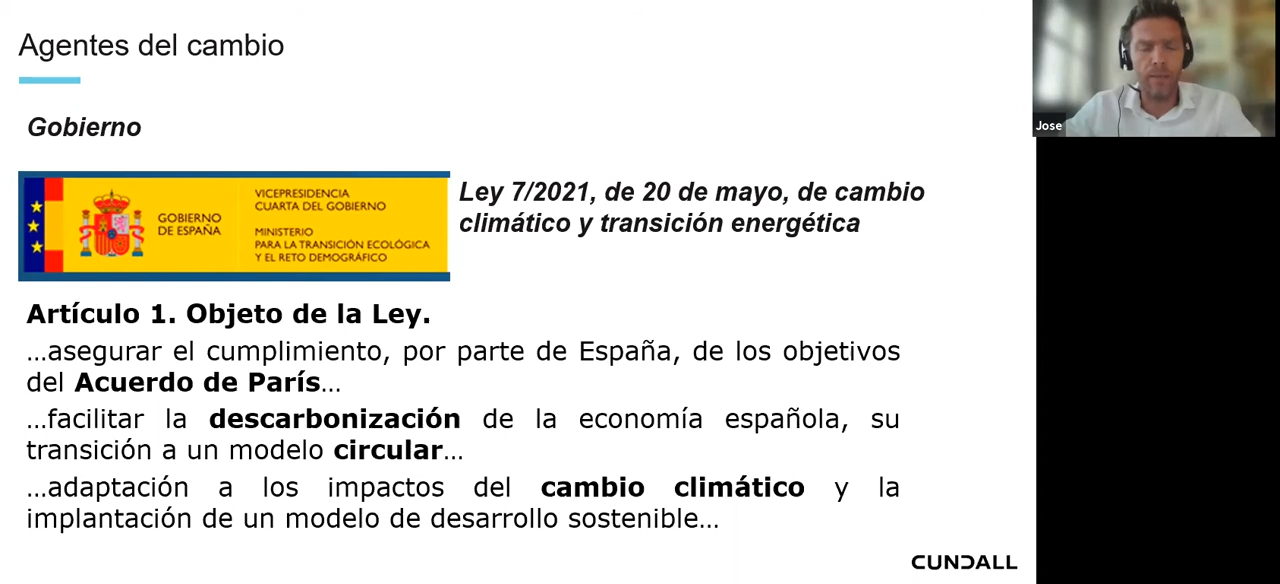 Agentes del cambio
Jose
Gobierno
GOBIERNO
DE ESPAÑA
VICEPRESIDENCIA
CUARTA DEL GOBIERNO
MINISTERIO
PARA LA TRANSICIÓN ECOLÓGICA
Y EL RETO DEMOGRÁFICO
Ley 7/2021, de 20 de mayo, de cambio
climático y transición energética
Artículo 1. Objeto de la Ley.
…asegurar el cumplimiento, por parte de España, de los objetivos
del Acuerdo de París…
…facilitar la descarbonización de la economía española, su
transición a un modelo circular…
…adaptación a los impactos del cambio climático y la
implantación de un modelo de desarrollo sostenible…
CUNDALL